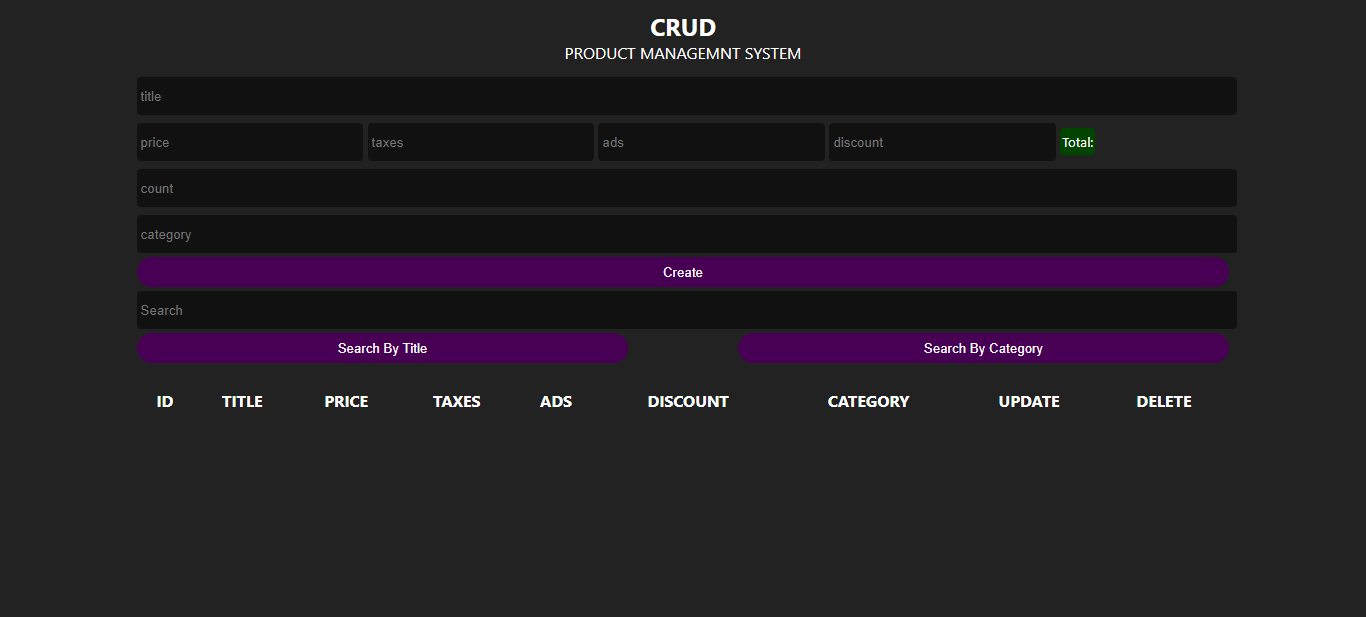 CRUD
PRODUCT MANAGEMNT SYSTEM
title
price taxes ads discount Total:
count
category
Create
Search
Search By Title Search By Category
ID TITLE PRICE TAXES ADS DISCOUNT CATEGORY UPDATE DELETE